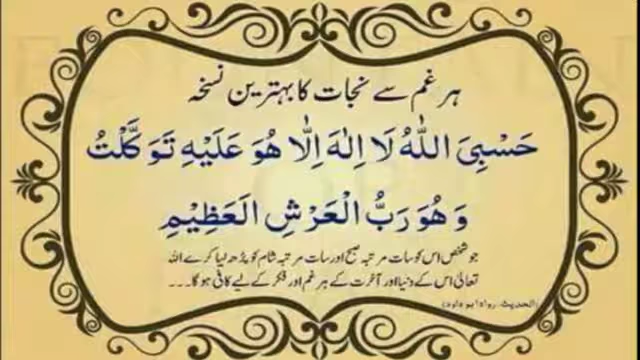 ہر غم سے نجات کا بہترین نسخہ
حَسْبِیَ اللّٰهُ لَا اِلٰهَ اِلَّا هُوَ عَلَیْهِ تَوَکَّلْتُ
وَ هُوَ رَبُّ الْعَرْشِ الْعَظِیْمِ
جو شخص اس کو سات مرتبہ صبح اور سات مرتبہ شام کو پڑھ لیا کرے اللہ
تعالیٰ اس کے دنیا اور آخرت کے ہر غم اور فکر کے لیے کافی ہوگا...
(الحدیث، رواہ ابو داود)